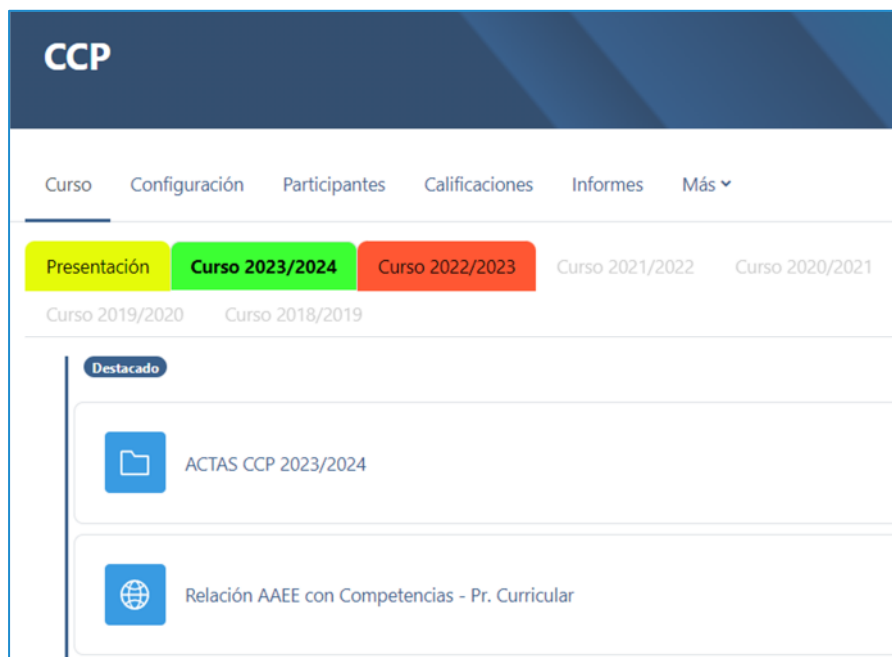 CCP
Curso Configuración Participantes Calificaciones Informes Más
Presentación Curso 2023/2024 Curso 2022/2023 Curso 2021/2022 Curso 2020/2021
Curso 2019/2020 Curso 2018/2019
Destacado
ACTAS CCP 2023/2024
Relación AAEE con Competencias - Pr. Curricular